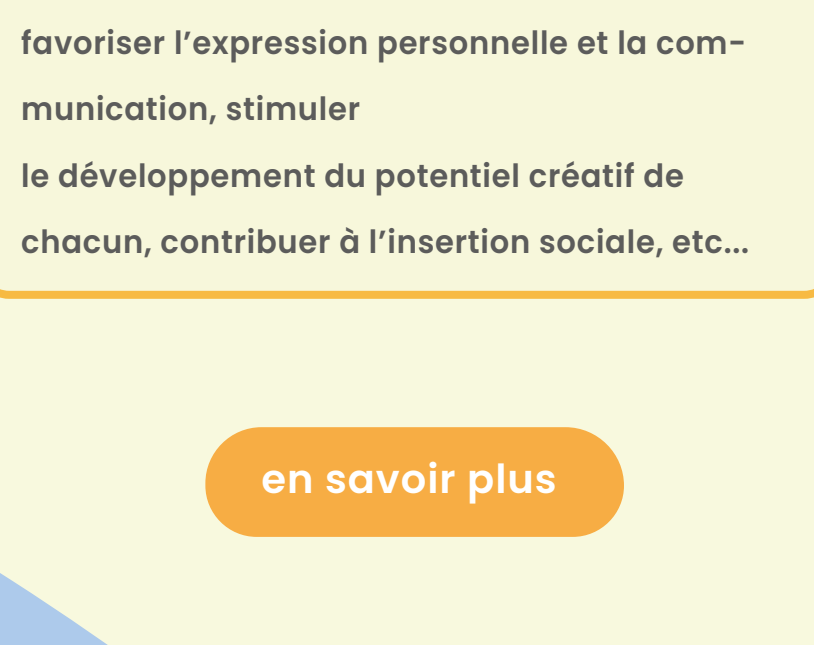 favoriser l’expression personnelle et la com-
munication, stimuler
le développement du potentiel créatif de
chacun, contribuer à l’insertion sociale, etc...
en savoir plus